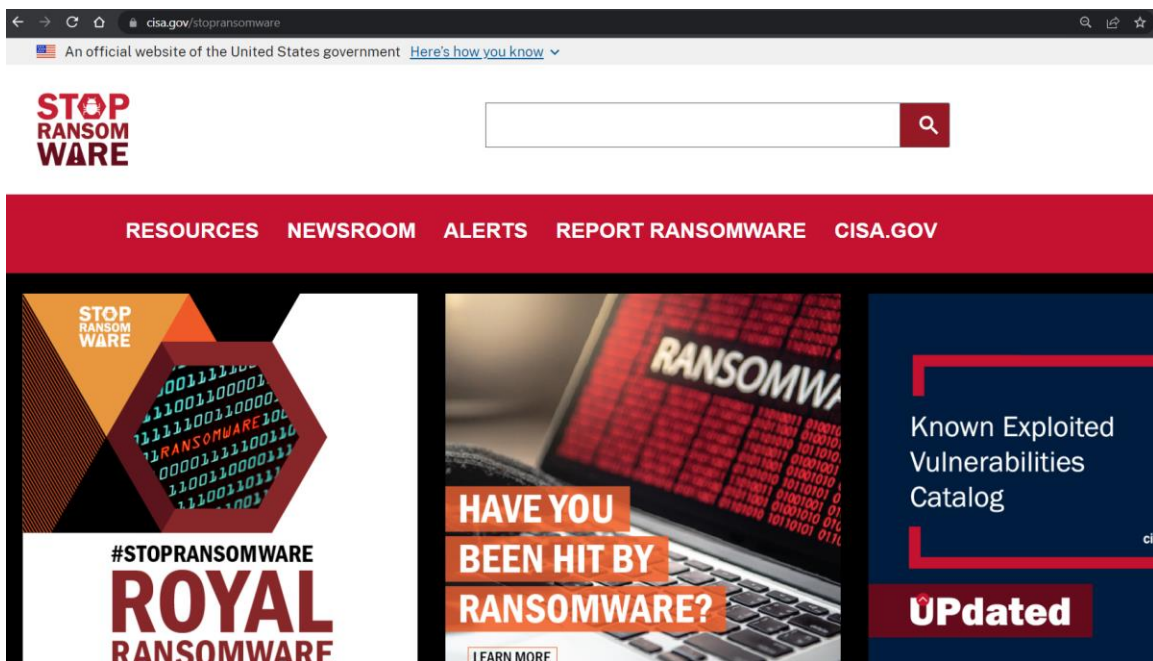 cisa.gov/stopransomware
An official website of the United States government Here's how you know
STOP
RANSOM
WARE
RESOURCES NEWSROOM ALERTS REPORT RANSOMWARE CISA.GOV
STOP
RANSOM
WARE
RANSOMWARE
#STOPRANSOMWARE
ROYAL
RANSOMWARE
RANSOMWA
HAVE YOU
BEEN HIT BY
RANSOMWARE?
LEARN MORE
Known Exploited
Vulnerabilities
Catalog
ci
UPdated